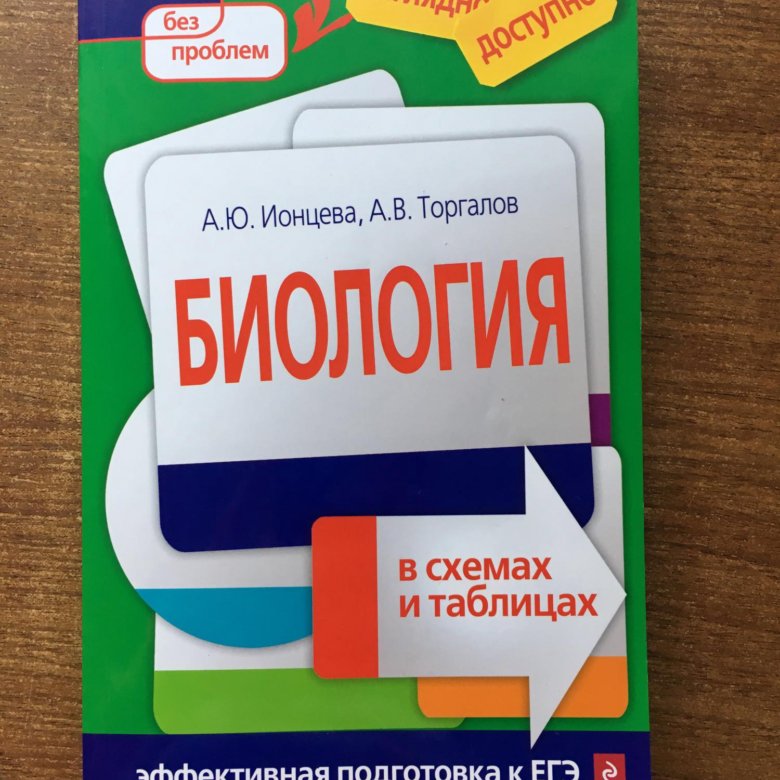 без
проблем
доступно
А.Ю. Ионцева, А.В. Торгалов
БИОЛОГИЯ
в схемах
и таблицах
эффективная подготовка к ЕГЭ